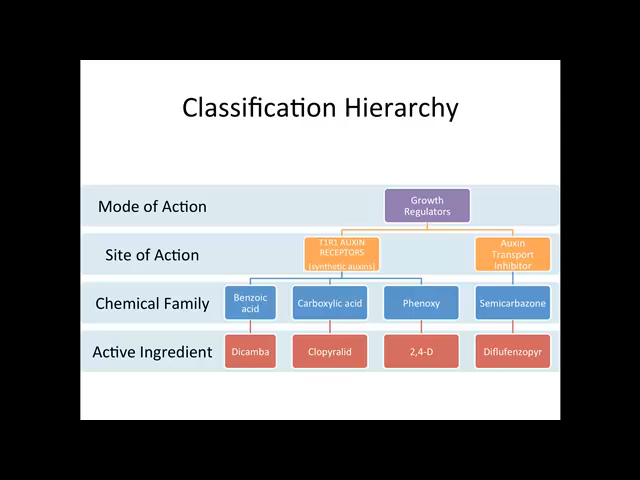 Classification Hierarchy
Mode of Action
Growth
Regulators
Site of Action
T1R1 AUXIN
RECEPTORS
(synthetic auxins)
Auxin
Transport
Inhibitor
Chemical Family
Benzoic
acid
Carboxylic acid
Phenoxy
Semicarbazone
Active Ingredient
Dicamba
Clopyralid
2,4-D
Diflufenzopyr